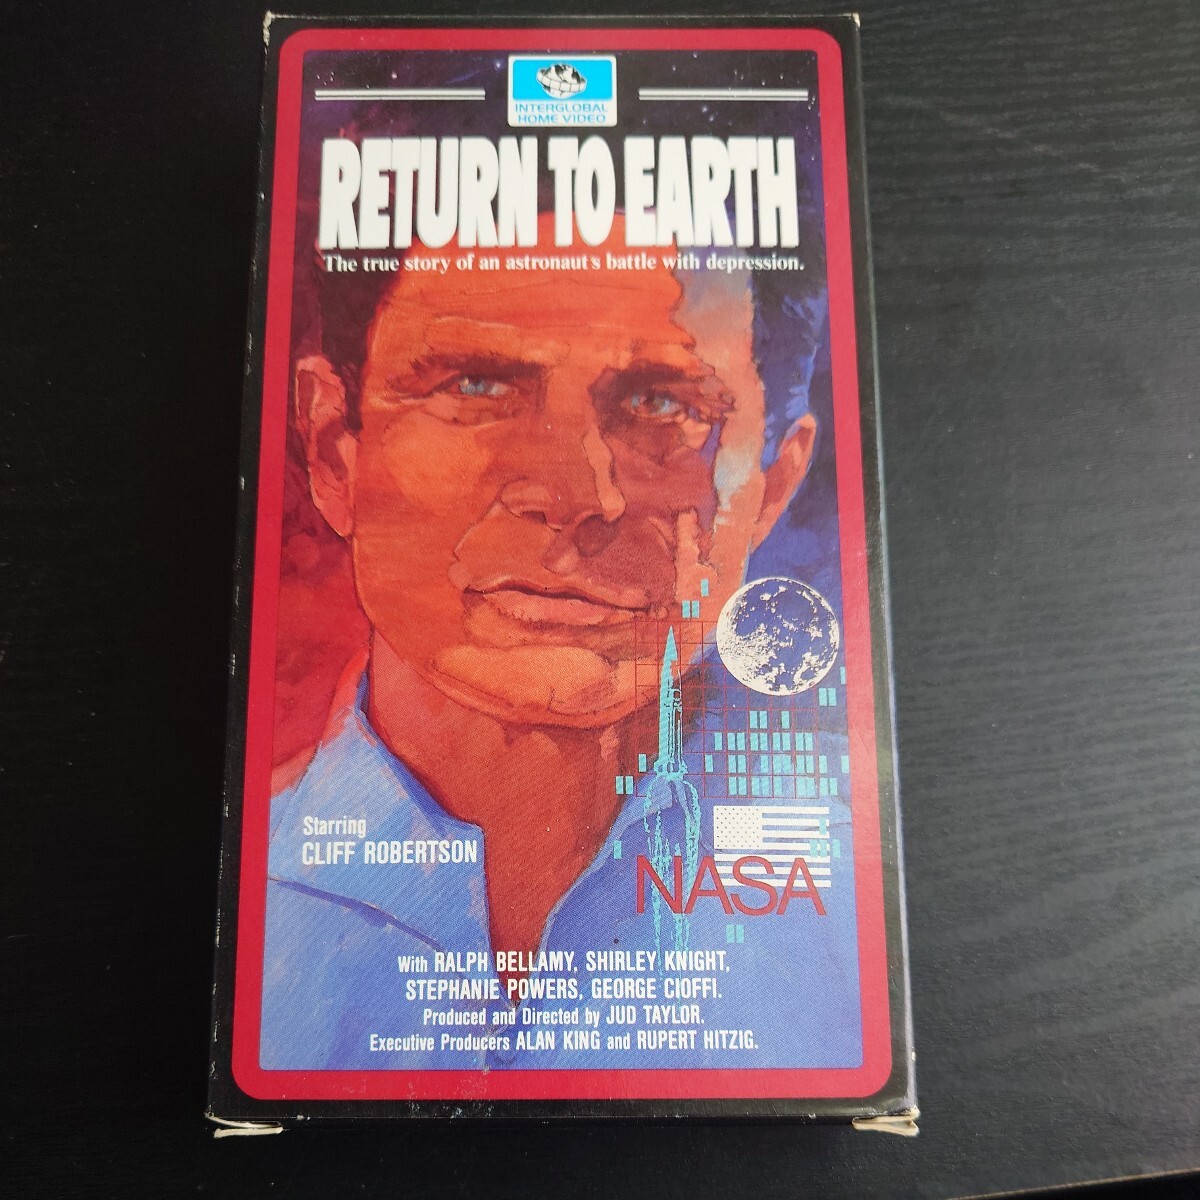 INTERGLOBAL
HOME VIDEO
RETURN TO EARTH
The true story of an astronaut's battle with depression.
Starring
CLIFF ROBERTSON
NASA
With RALPH BELLAMY, SHIRLEY KNIGHT,
STEPHANIE POWERS, GEORGE CIOFFI.
Produced and Directed by JUD TAYLOR.
Executive Producers ALAN KING and RUPERT HITZIG.